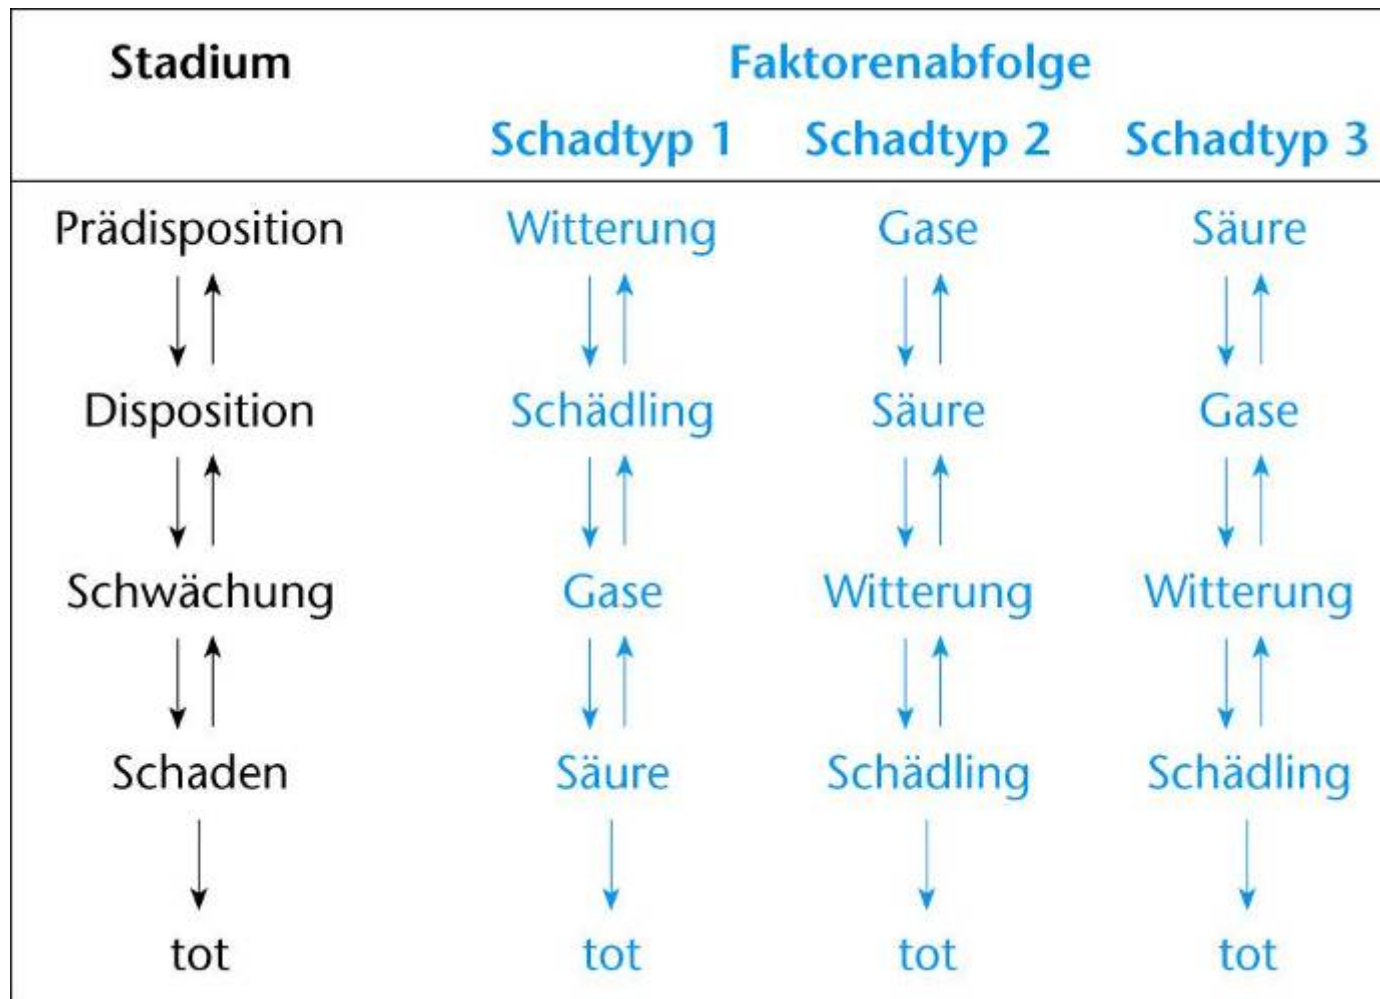 Stadium Faktorenabfolge
Schadtyp 1 Schadtyp 2 Schadtyp 3
Prädisposition Witterung Gase Säure
Disposition Schädling Säure Gase
Schwächung Gase Witterung Witterung
Schaden Säure Schädling Schädling
tot tot tot tot